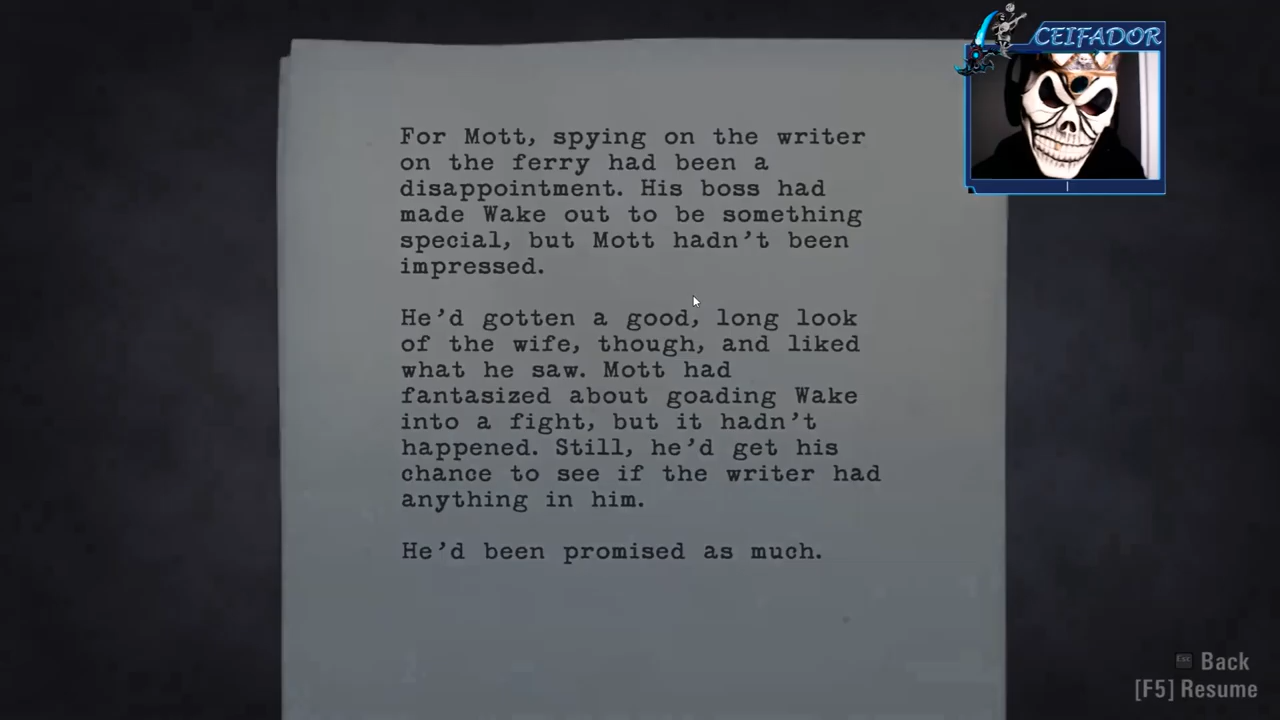 CEIFADOR
For Mott, spying on the writer
on the ferry had been a
disappointment. His boss had
made Wake out to be something
special, but Mott hadn't been
impressed.
He'd gotten a good, long look
of the wife, though, and liked
what he saw. Mott had
fantasized about goading Wake
into a fight, but it hadn't
happened. Still, he'd get his
chance to see if the writer had
anything in him.
He'd been promised as much.
Esc Back
[F5] Resume